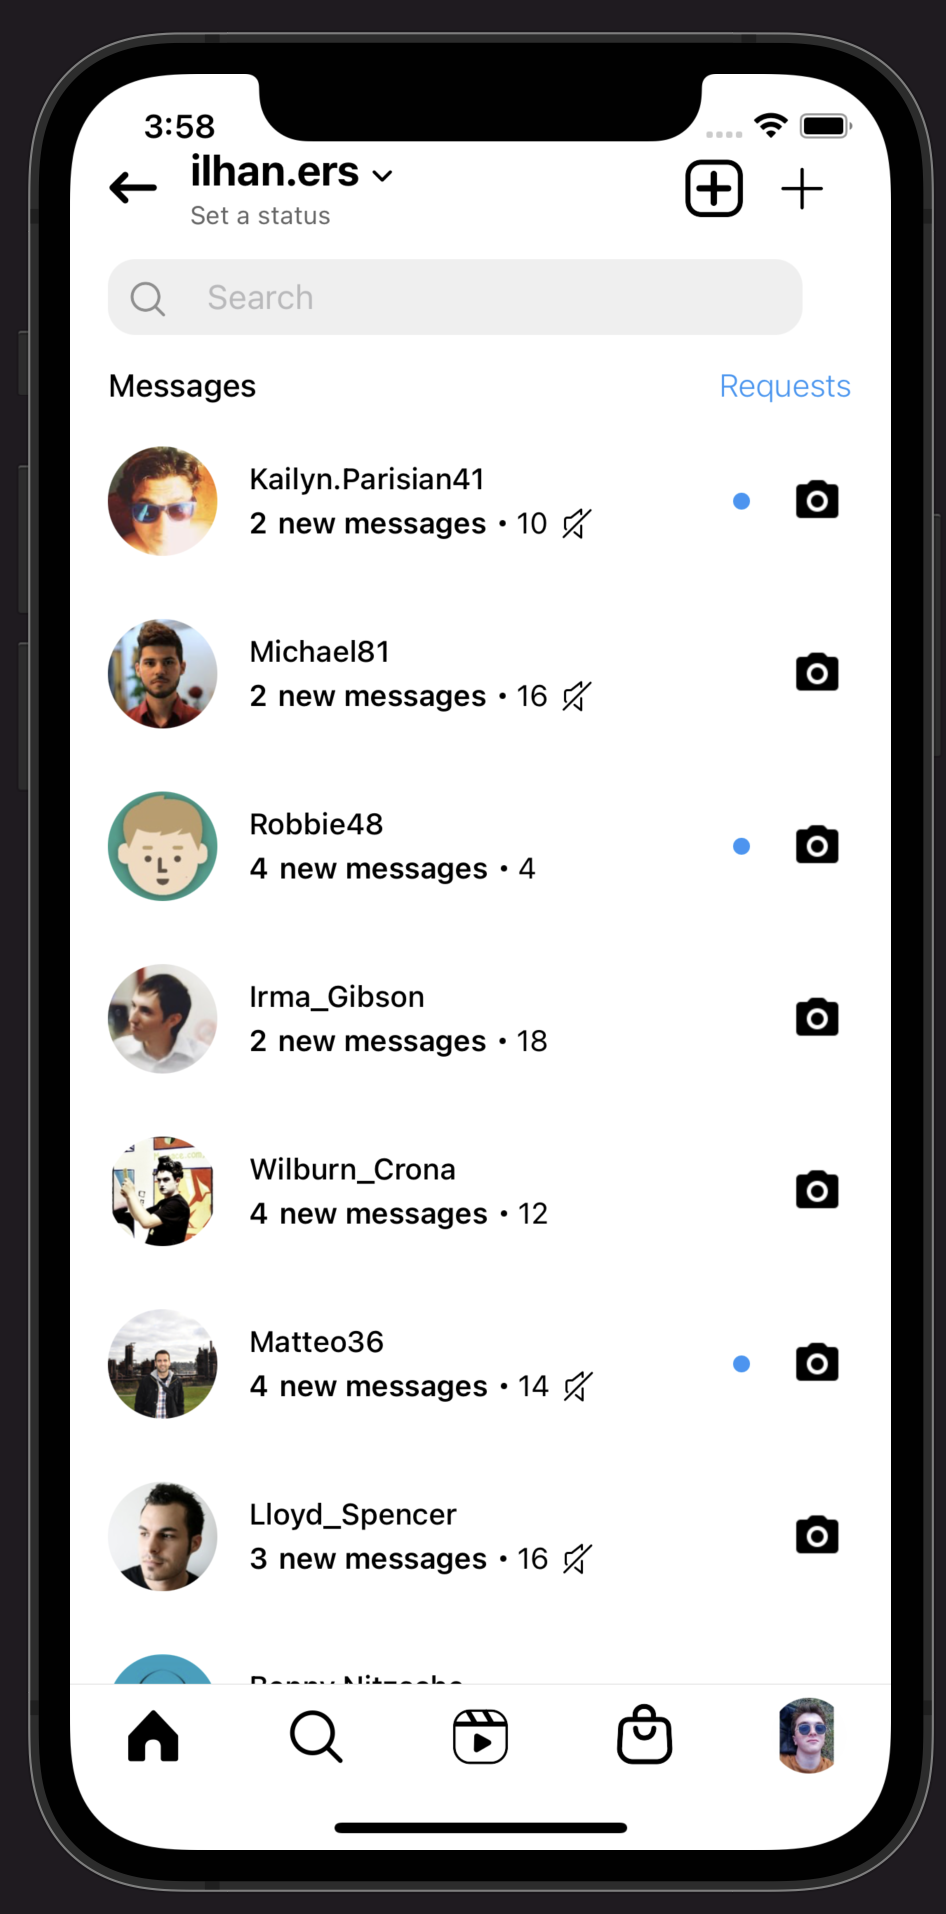 3:58
ilhan.ers
Set a status
Search
Messages Requests
Kailyn.Parisian41
2 new messages • 10
Michael81
2 new messages • 16
Robbie48
4 new messages • 4
Irma_Gibson
2 new messages • 18
Wilburn_Crona
4 new messages • 12
Matteo36
4 new messages • 14
Lloyd_Spencer
3 new messages • 16